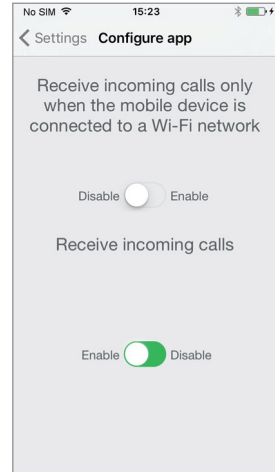 No SIM 15:23
Settings Configure app
Receive incoming calls only
when the mobile device is
connected to a Wi-Fi network
Disable Enable
Receive incoming calls
Enable Disable